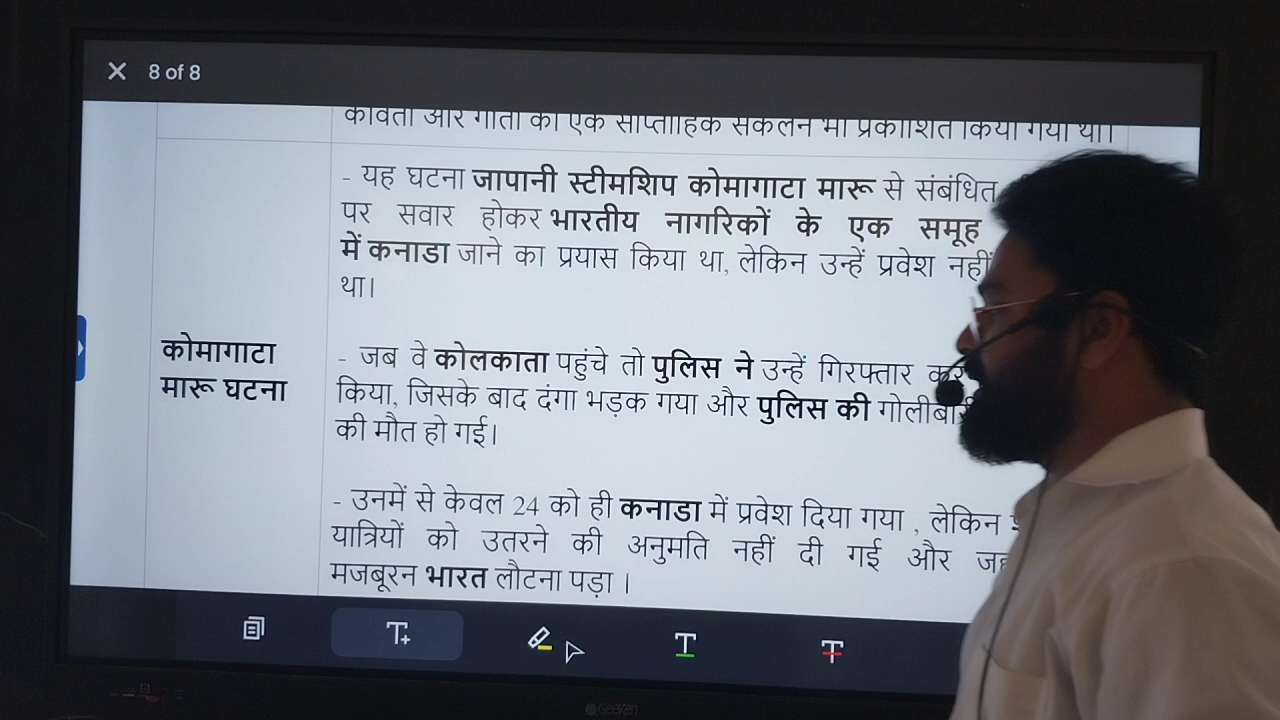 8 of 8
कविता और गीतों का एक साप्ताहिक संकलन भी प्रकाशित किया गया था।
- यह घटना जापानी स्टीमशिप कोमागाटा मारू से संबंधित
पर सवार होकर भारतीय नागरिकों के एक समूह
में कनाडा जाने का प्रयास किया था, लेकिन उन्हें प्रवेश नहीं
था।
कोमागाटा
मारू घटना
- जब वे कोलकाता पहुंचे तो पुलिस ने उन्हें गिरफ्तार
किया, जिसके बाद दंगा भड़क गया और पुलिस की
की मौत हो गई।
- उनमें से केवल 24 को ही कनाडा में प्रवेश दिया गया , लेकिन
यात्रियों को उतरने की अनुमति नहीं दी गई और
मजबूरन भारत लौटना पड़ा ।
Geeken